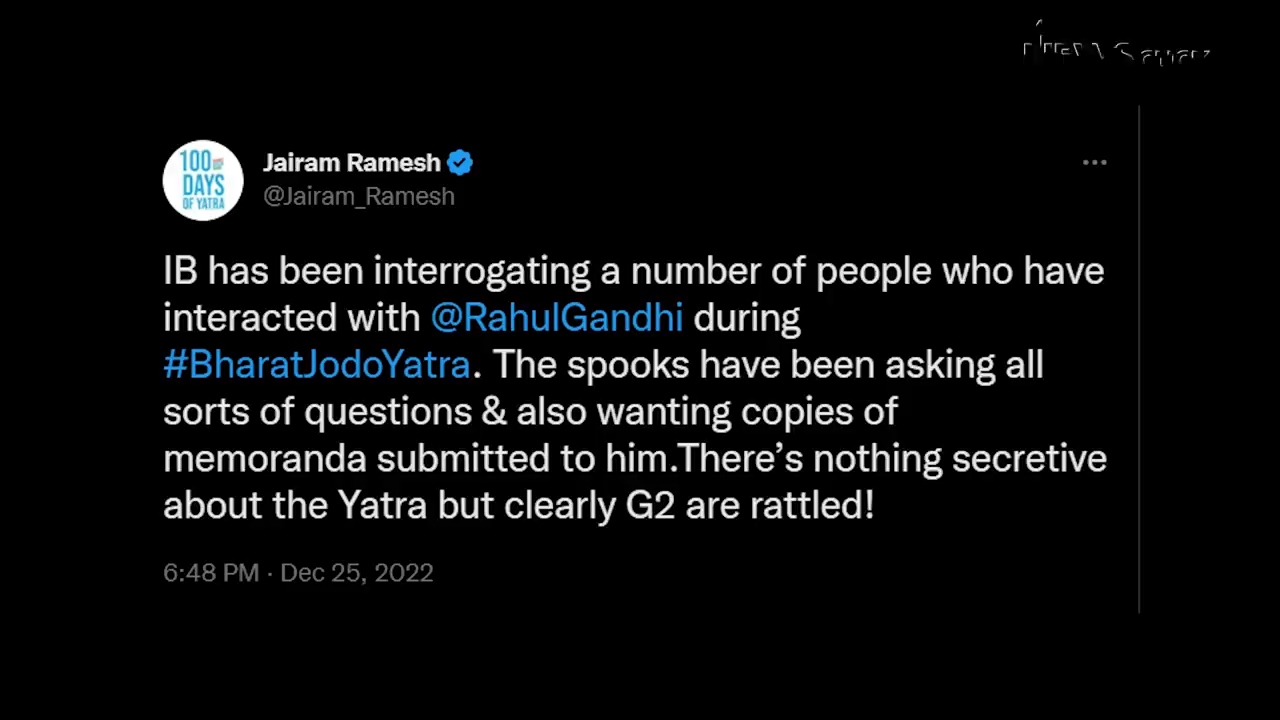 100
DAYS
OF YATRA
Jairam Ramesh
@Jairam_Ramesh
IB has been interrogating a number of people who have
interacted with @RahulGandhi during
#BharatJodoYatra. The spooks have been asking all
sorts of questions & also wanting copies of
memoranda submitted to him.There’s nothing secretive
about the Yatra but clearly G2 are rattled!
6:48 PM · Dec 25, 2022